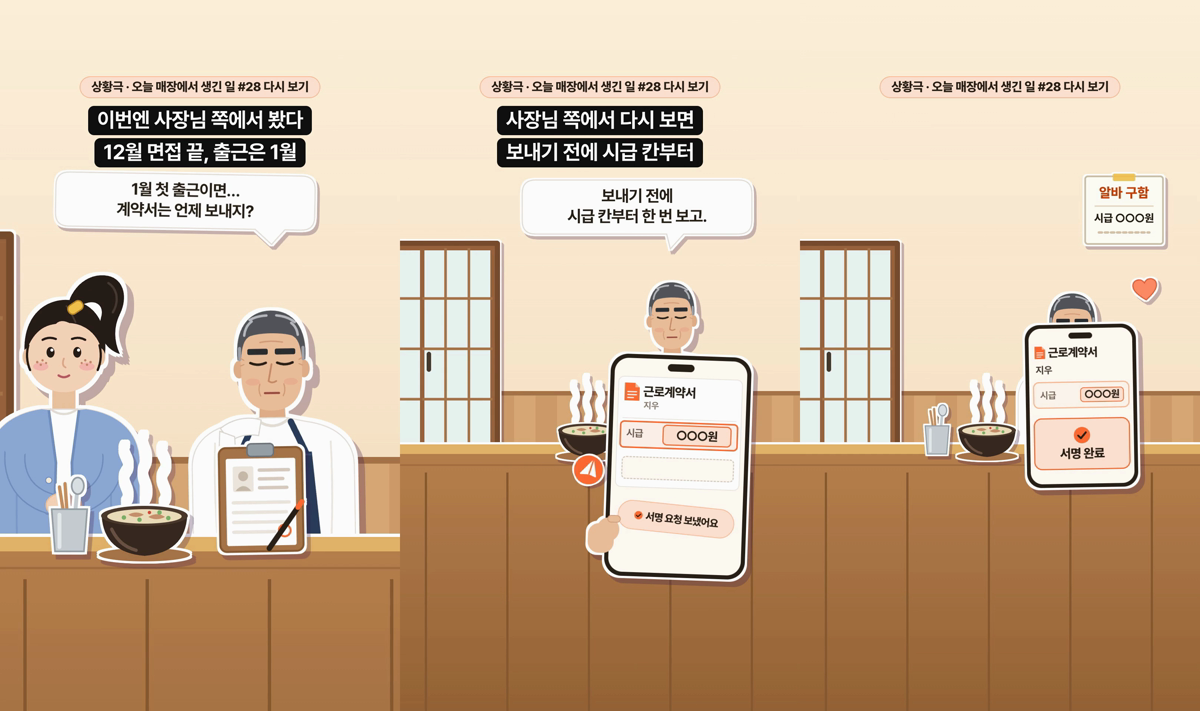 상황극 · 오늘 매장에서 생긴 일 #28 다시 보기
이번엔 사장님 쪽에서 봤다
12월 면접 끝, 출근은 1월
1월 첫 출근이면...
계약서는 언제 보내지?
상황극 · 오늘 매장에서 생긴 일 #28 다시 보기
사장님 쪽에서 다시 보면
보내기 전에 시급 칸부터
보내기 전에
시급 칸부터 한 번 보고.
근로계약서
지우
시급 OOO원
서명 요청 보냈어요
상황극 · 오늘 매장에서 생긴 일 #28 다시 보기
알바 구함
시급 OOO원
근로계약서
지우
시급 OOO원
서명 완료